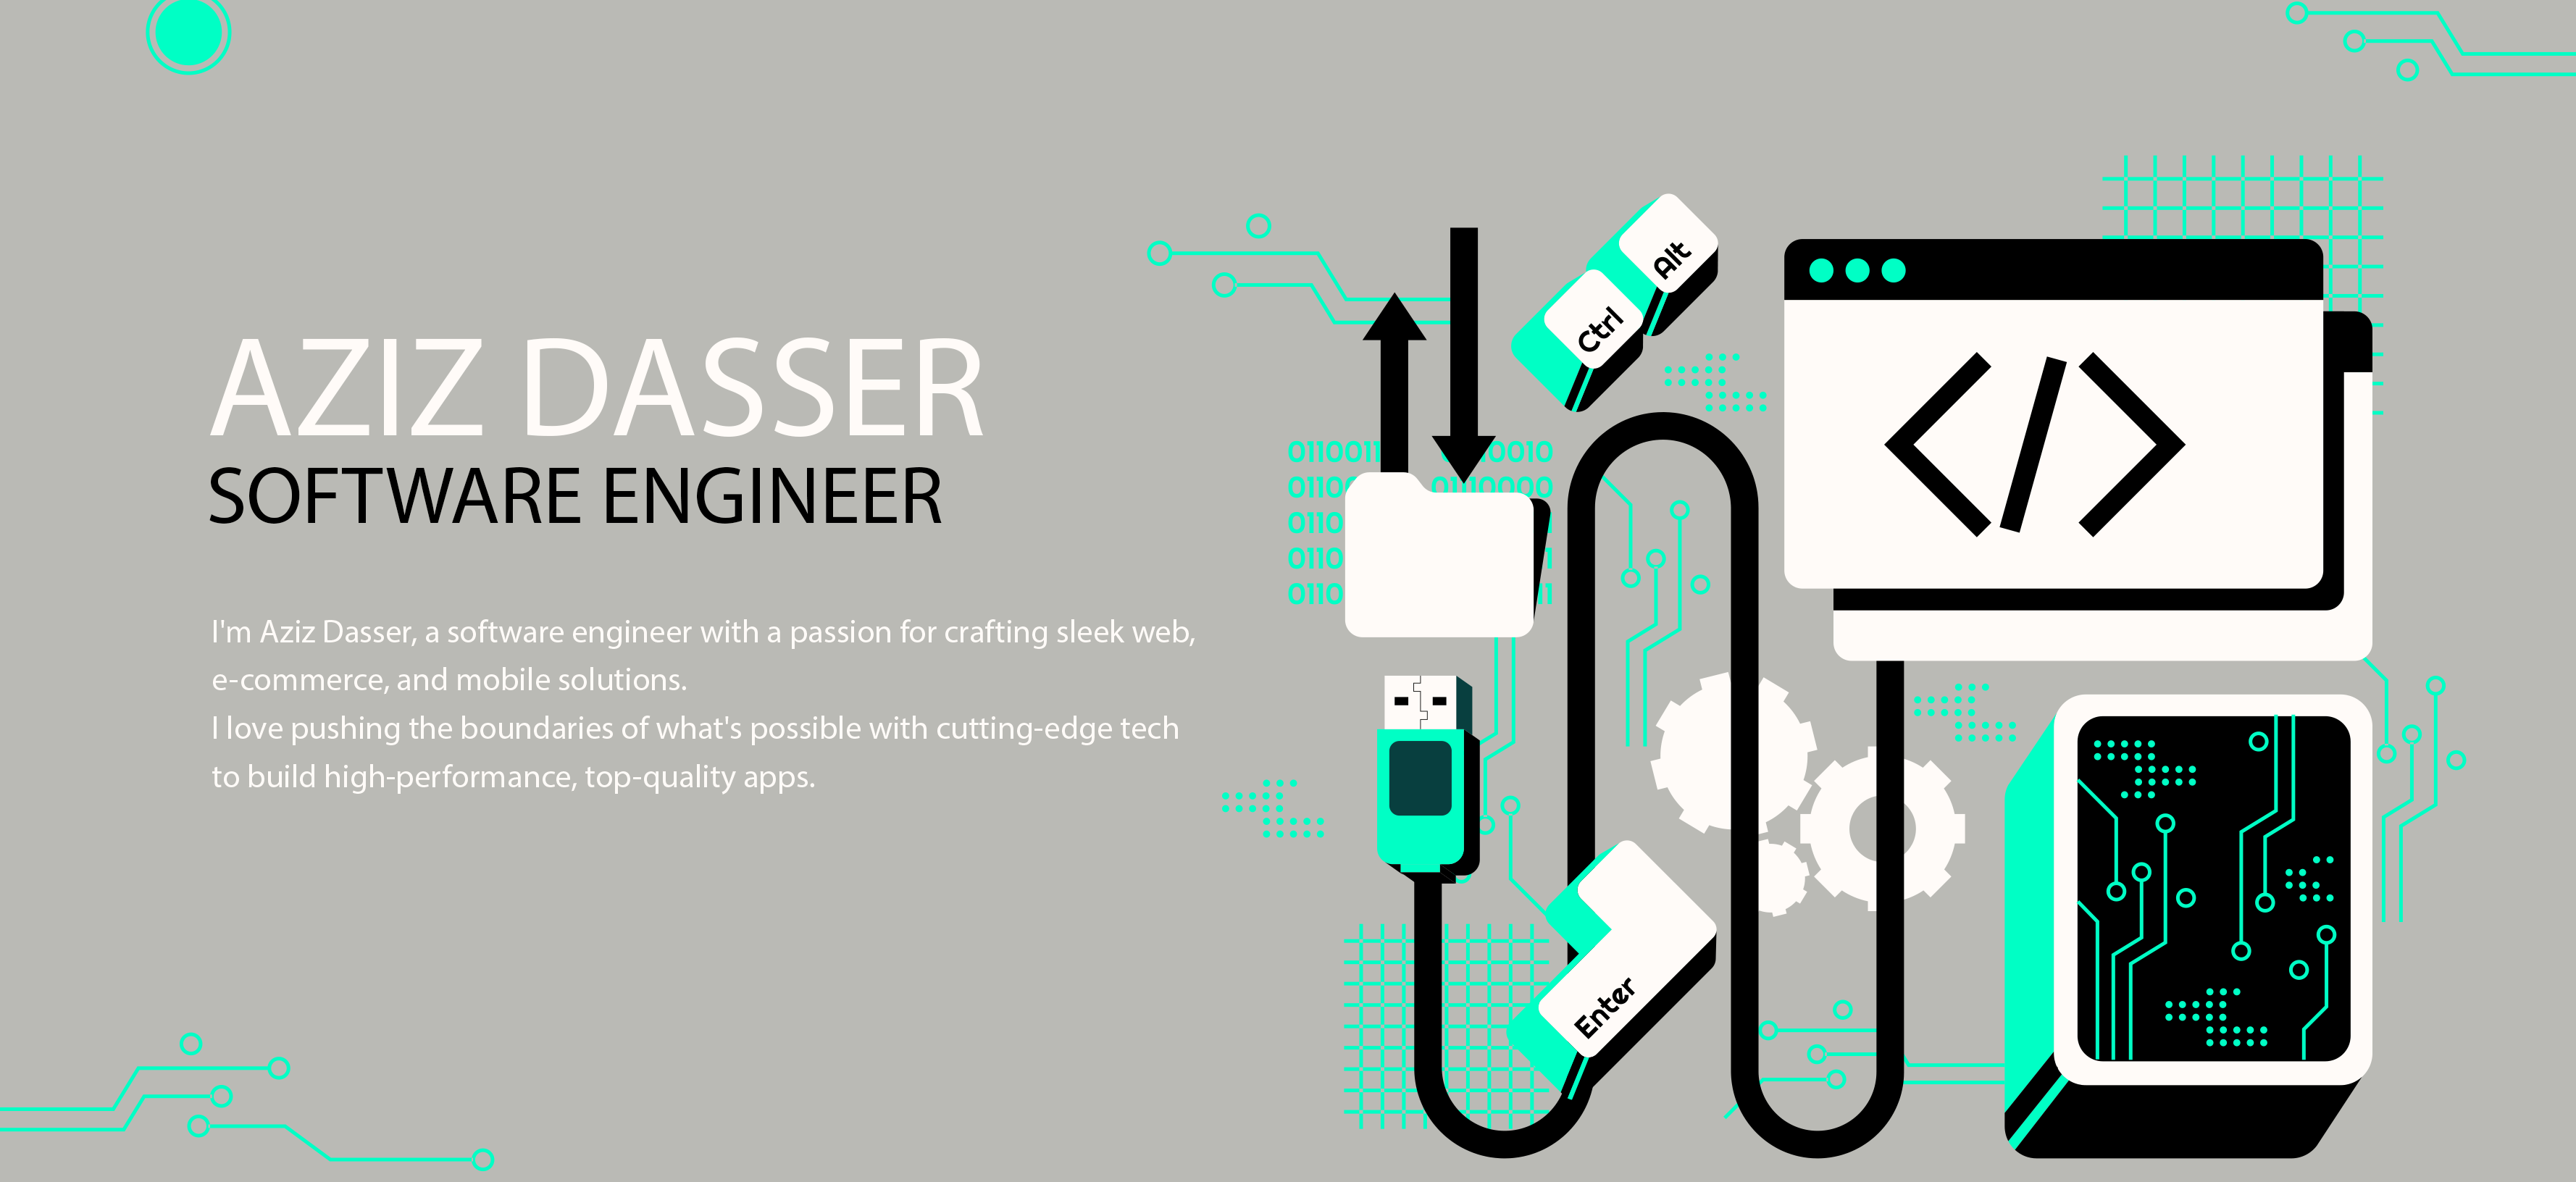 AZIZ DASSER
SOFTWARE ENGINEER
I'm Aziz Dasser, a software engineer with a passion for crafting sleek web,
e-commerce, and mobile solutions.
I love pushing the boundaries of what's possible with cutting-edge tech
to build high-performance, top-quality apps.
Alt
Ctrl
</>
Enter